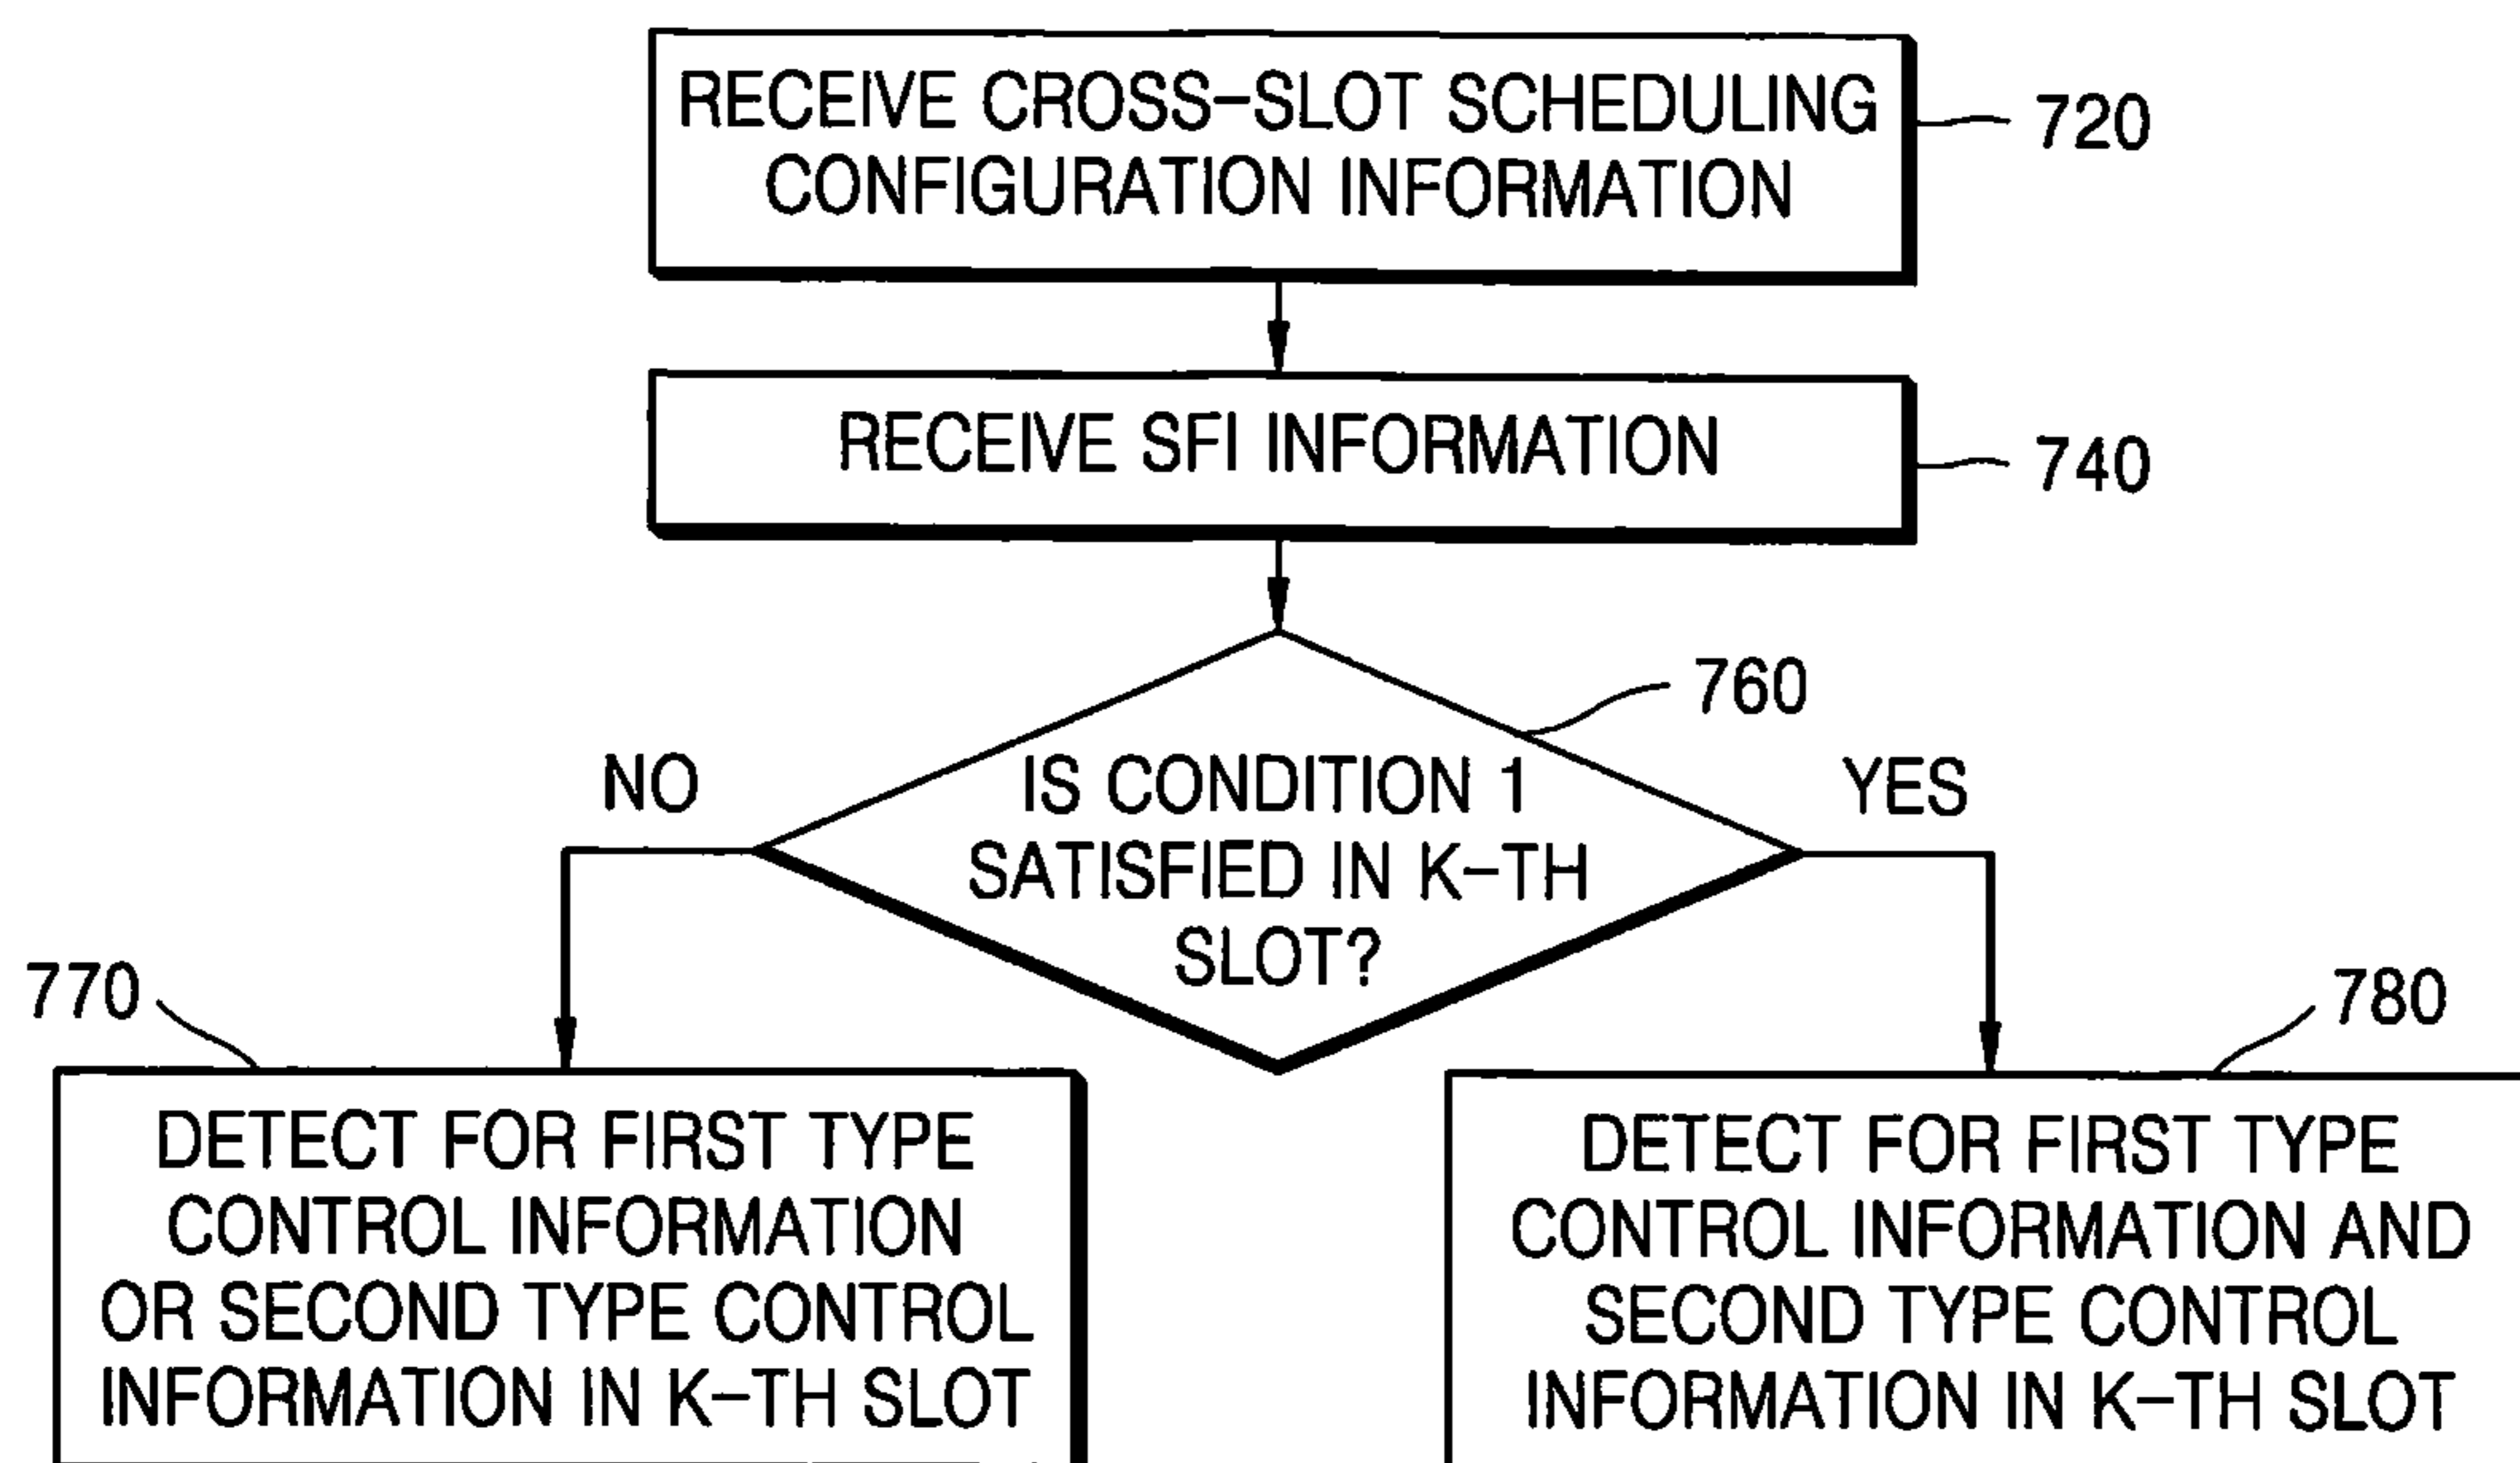 RECEIVE CROSS-SLOT SCHEDULING
CONFIGURATION INFORMATION
720
RECEIVE SFI INFORMATION
740
760
NO
IS CONDITION 1
SATISFIED IN K-TH
SLOT?
YES
770
780
DETECT FOR FIRST TYPE
CONTROL INFORMATION
OR SECOND TYPE CONTROL
INFORMATION IN K-TH SLOT
DETECT FOR FIRST TYPE
CONTROL INFORMATION AND
SECOND TYPE CONTROL
INFORMATION IN K-TH SLOT